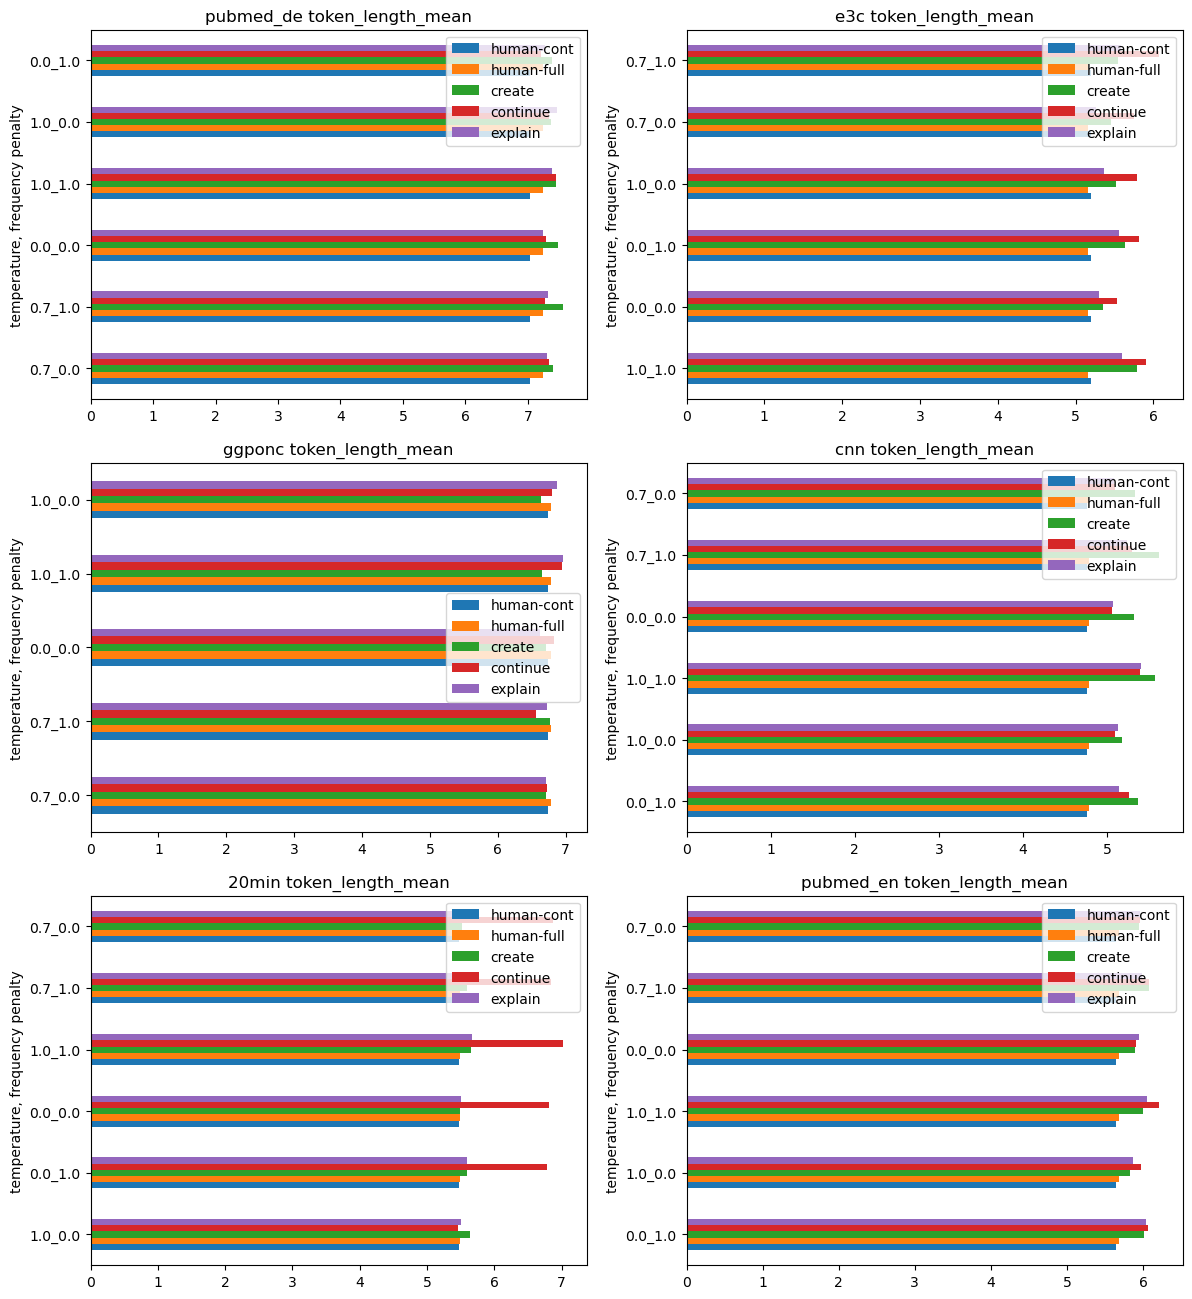 pubmed_de token_length_mean
temperature, frequency penalty
0.0_1.0
1.0_0.0
1.0_1.0
0.0_0.0
0.7_1.0
0.7_0.0
human-cont
human-full
create
continue
explain
0 1 2 3 4 5 6 7
e3c token_length_mean
temperature, frequency penalty
0.7_1.0
0.7_0.0
1.0_0.0
0.0_1.0
0.0_0.0
1.0_1.0
human-cont
human-full
create
continue
explain
0 1 2 3 4 5 6
ggponc token_length_mean
temperature, frequency penalty
1.0_0.0
1.0_1.0
0.0_0.0
0.7_1.0
0.7_0.0
human-cont
human-full
create
continue
explain
0 1 2 3 4 5 6 7
cnn token_length_mean
temperature, frequency penalty
0.7_0.0
0.7_1.0
0.0_0.0
1.0_1.0
1.0_0.0
0.0_1.0
human-cont
human-full
create
continue
explain
0 1 2 3 4 5
20min token_length_mean
temperature, frequency penalty
0.7_0.0
0.7_1.0
1.0_1.0
0.0_0.0
0.0_1.0
1.0_0.0
human-cont
human-full
create
continue
explain
0 1 2 3 4 5 6 7
pubmed_en token_length_mean
temperature, frequency penalty
0.7_0.0
0.7_1.0
0.0_0.0
1.0_1.0
1.0_0.0
0.0_1.0
human-cont
human-full
create
continue
explain
0 1 2 3 4 5 6